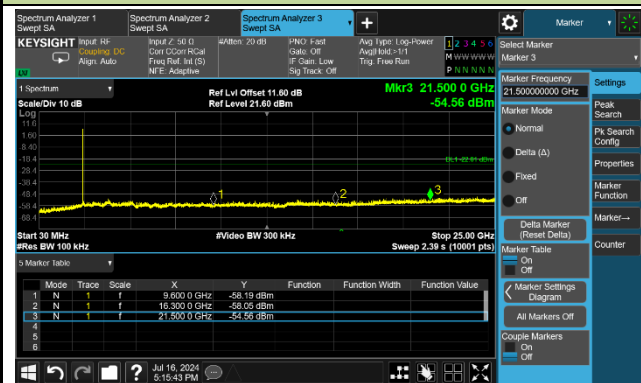 Spectrum Analyzer 1
Swept SA
Spectrum Analyzer 2
Swept SA
Spectrum Analyzer 3
Swept SA
Marker
KEYSIGHT
Input: RF
Coupling: DC
Align: Auto
Input Z: 50 Ω
Corr CCorr RCal
Freq Ref: Int (S)
NFE: Adaptive
#Atten: 20 dB
PNO: Fast
Gate: Off
IF Gain: Low
Sig Track: Off
Avg Type: Log-Power
Avg|Hold:>1/1
Trig: Free Run
1 2 3 4 5 6
M W W W W W
P N N N N N
LW
Select Marker
Marker 3
1 Spectrum
Scale/Div 10 dB
Ref Lvl Offset 11.60 dB
Ref Level 21.60 dBm
Mkr3 21.500 0 GHz
-54.56 dBm
Log
11.6
1.60
-8.40
-18.4
-28.4
-38.4
-48.4
-58.4
-68.4
1
2
3
Start 30 MHz
#Res BW 100 kHz
#Video BW 300 kHz
Stop 25.00 GHz
Sweep 2.39 s (10001 pts)
5 Marker Table
Mode Trace Scale X Y Function Function Width Function Value
1 N 1 f 9.600 0 GHz -58.19 dBm
2 N 1 f 16.300 0 GHz -58.05 dBm
3 N 1 f 21.500 0 GHz -54.56 dBm
4
5
6
Marker Frequency
21.500000000 GHz
Marker Mode
Normal
Delta (Δ)
Fixed
Off
Delta Marker
(Reset Delta)
Marker Table
On
Off
Marker Settings
Diagram
All Markers Off
Couple Markers
On
Off
Settings
Peak
Search
Pk Search
Config
Properties
Marker
Function
Marker→
Counter
Jul 16, 2024
5:15:43 PM